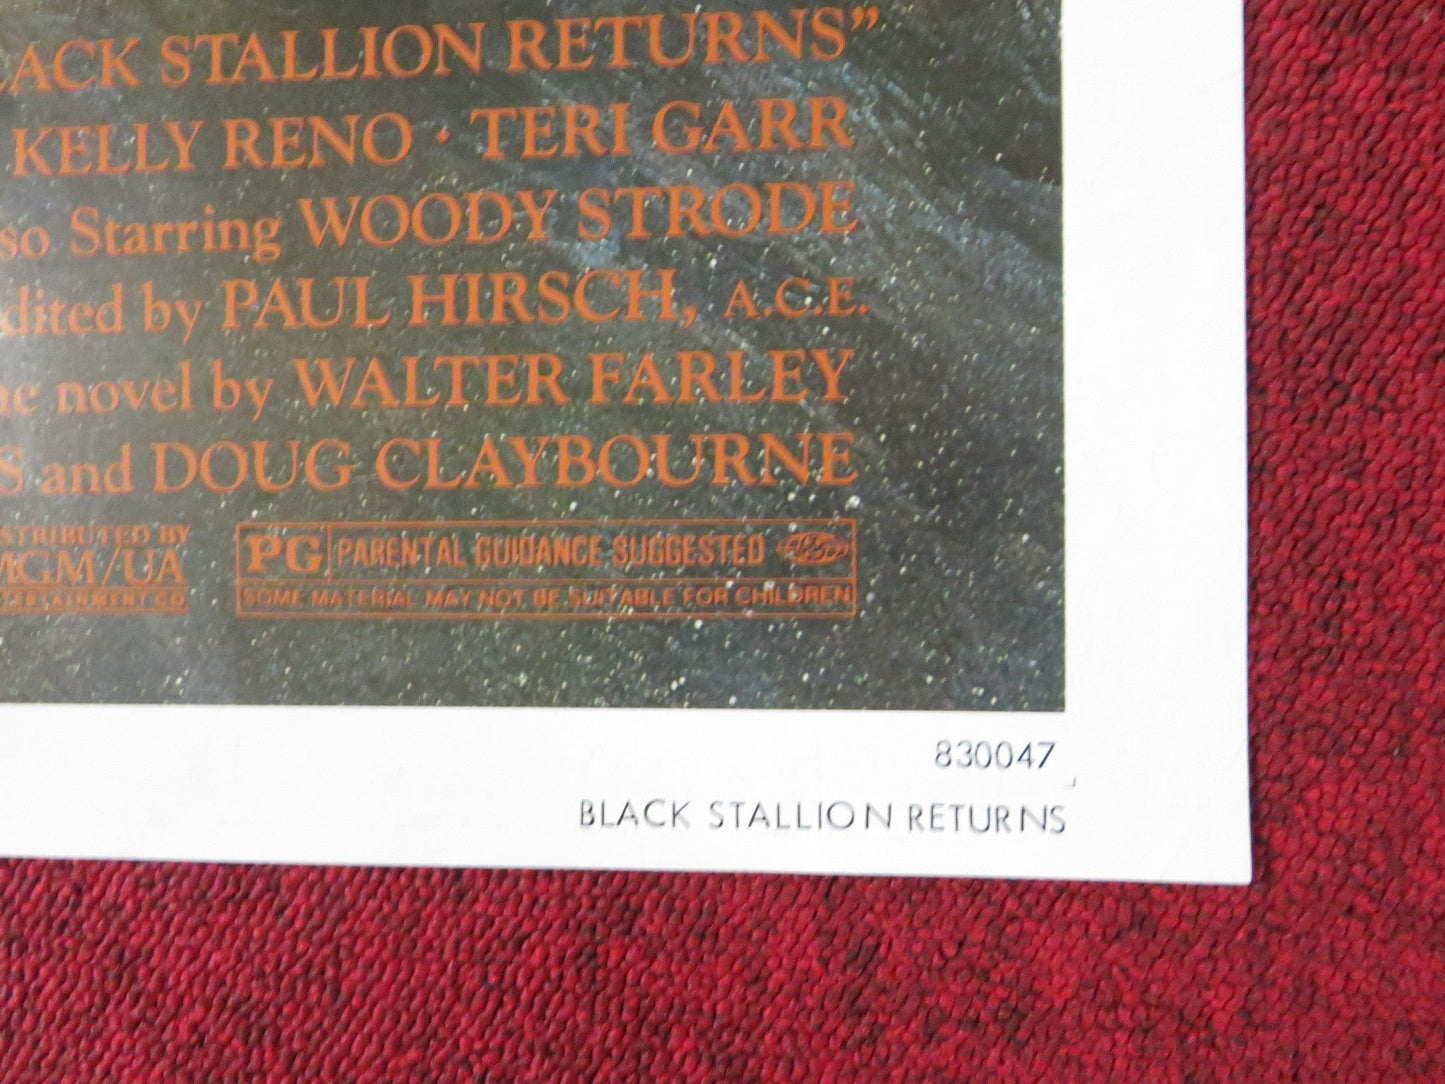 ACK STALLION RETURNS”
KELLY RENO · TERI GARR
so Starring WOODY STRODE
dited by PAUL HIRSCH, A.C.E.
novel by WALTER FARLEY
S and DOUG CLAYBOURNE
STRIBUTED BY
MGM/UA
TERTAINMENT CO
PG PARENTAL GUIDANCE SUGGESTED
SOME MATERIAL MAY NOT BE SUITABLE FOR CHILDREN
830047
BLACK STALLION RETURNS